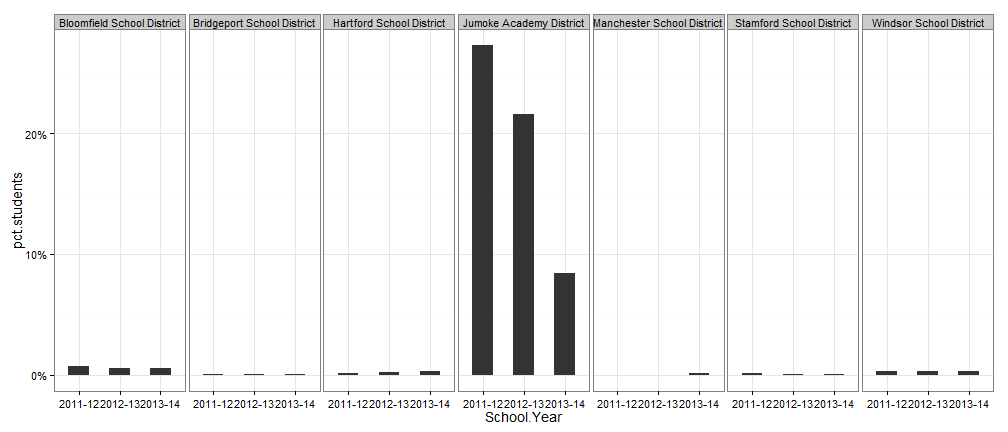 Bloomfield School District Bridgeport School District Hartford School District Jumoke Academy District Manchester School District Stamford School District Windsor School District
20%
10%
0%
pct.students
2011-12 2012-13 2013-14 2011-12 2012-13 2013-14 2011-12 2012-13 2013-14 2011-12 2012-13 2013-14 2011-12 2012-13 2013-14 2011-12 2012-13 2013-14 2011-12 2012-13 2013-14
School.Year